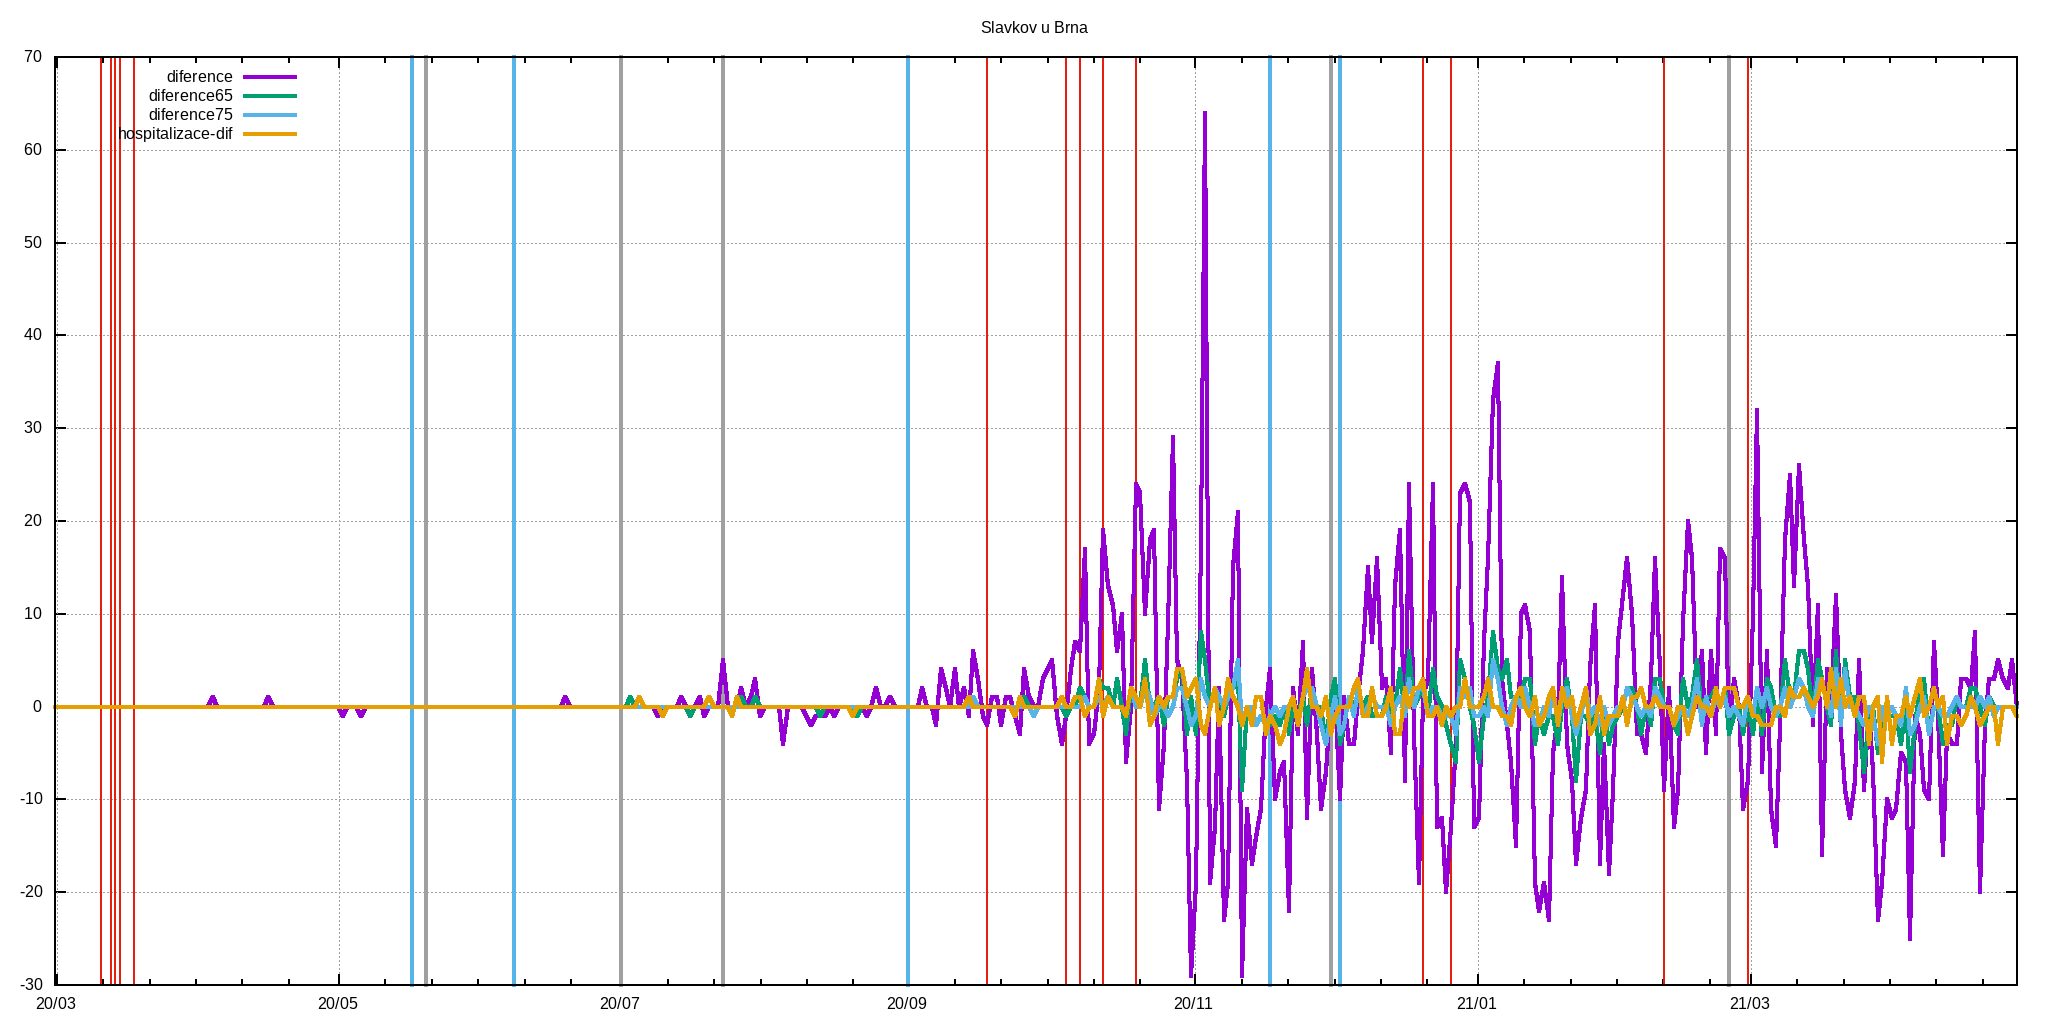 Slavkov u Brna
70
60
50
40
30
20
10
0
-10
-20
-30
diference
diference65
diference75
hospitalizace-dif
20/03 20/05 20/07 20/09 20/11 21/01 21/03